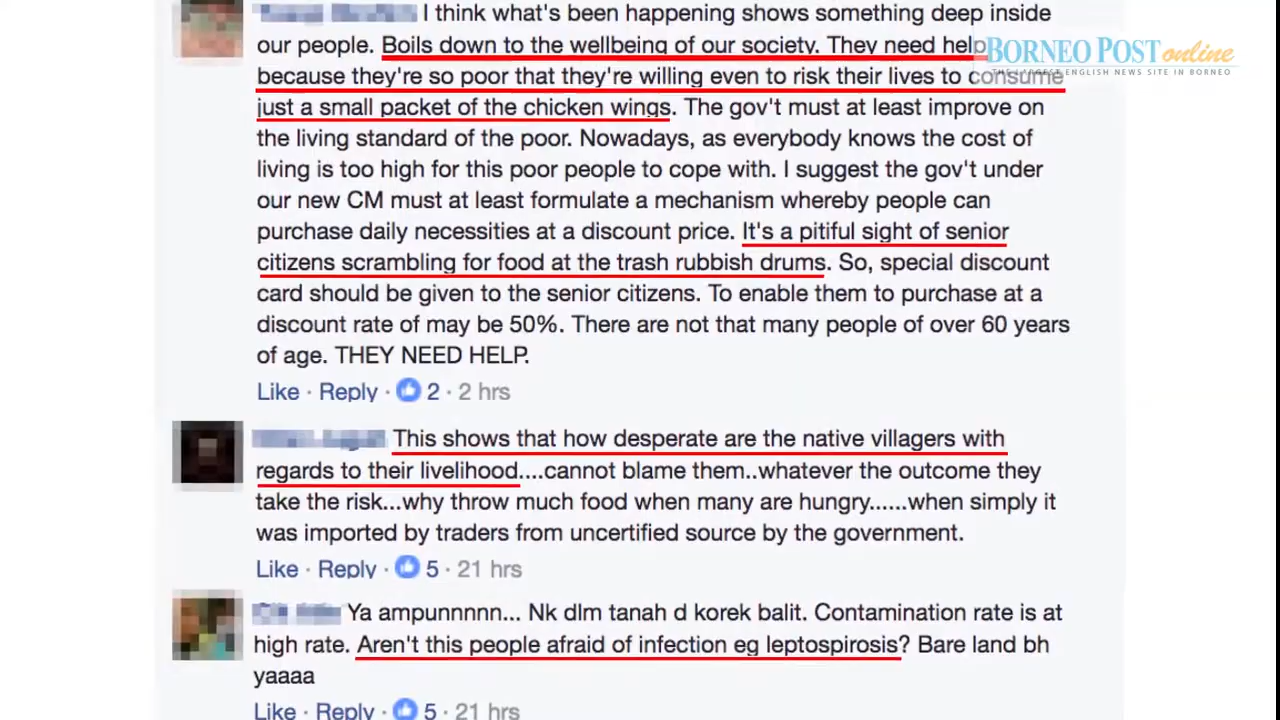 I think what's been happening shows something deep inside
our people. Boils down to the wellbeing of our society. They need help
BORNEO POST online
THE LARGEST ENGLISH NEWS SITE IN BORNEO
because they're so poor that they're willing even to risk their lives to consume
just a small packet of the chicken wings. The gov't must at least improve on
the living standard of the poor. Nowadays, as everybody knows the cost of
living is too high for this poor people to cope with. I suggest the gov't under
our new CM must at least formulate a mechanism whereby people can
purchase daily necessities at a discount price. It's a pitiful sight of senior
citizens scrambling for food at the trash rubbish drums. So, special discount
card should be given to the senior citizens. To enable them to purchase at a
discount rate of may be 50%. There are not that many people of over 60 years
of age. THEY NEED HELP.
Like · Reply · 2 · 2 hrs
This shows that how desperate are the native villagers with
regards to their livelihood....cannot blame them..whatever the outcome they
take the risk...why throw much food when many are hungry......when simply it
was imported by traders from uncertified source by the government.
Like · Reply · 5 · 21 hrs
Ya ampunnnnn... Nk dlm tanah d korek balit. Contamination rate is at
high rate. Aren't this people afraid of infection eg leptospirosis? Bare land bh
yaaaa
Like · Reply · 5 · 21 hrs